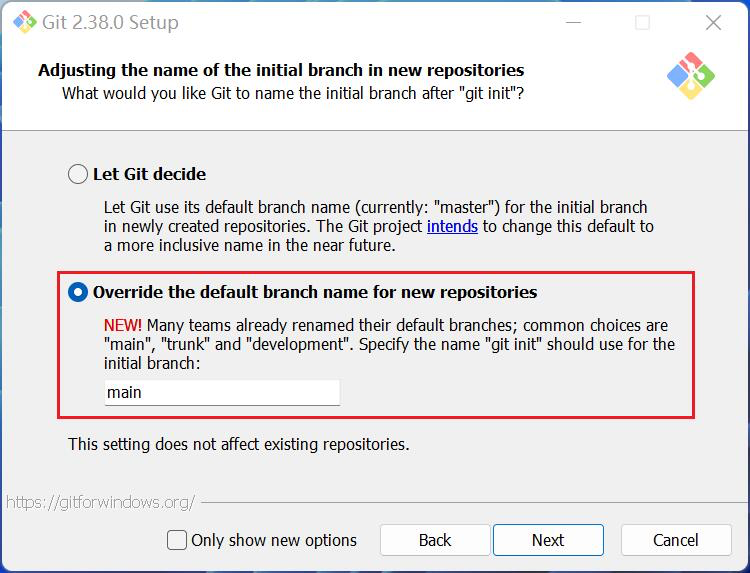 Git 2.38.0 Setup
Adjusting the name of the initial branch in new repositories
What would you like Git to name the initial branch after "git init"?
Let Git decide
Let Git use its default branch name (currently: "master") for the initial branch
in newly created repositories. The Git project intends to change this default to
a more inclusive name in the near future.
Override the default branch name for new repositories
NEW! Many teams already renamed their default branches; common choices are
"main", "trunk" and "development". Specify the name "git init" should use for the
initial branch:
main
This setting does not affect existing repositories.
https://gitforwindows.org/
Only show new options
Back
Next
Cancel